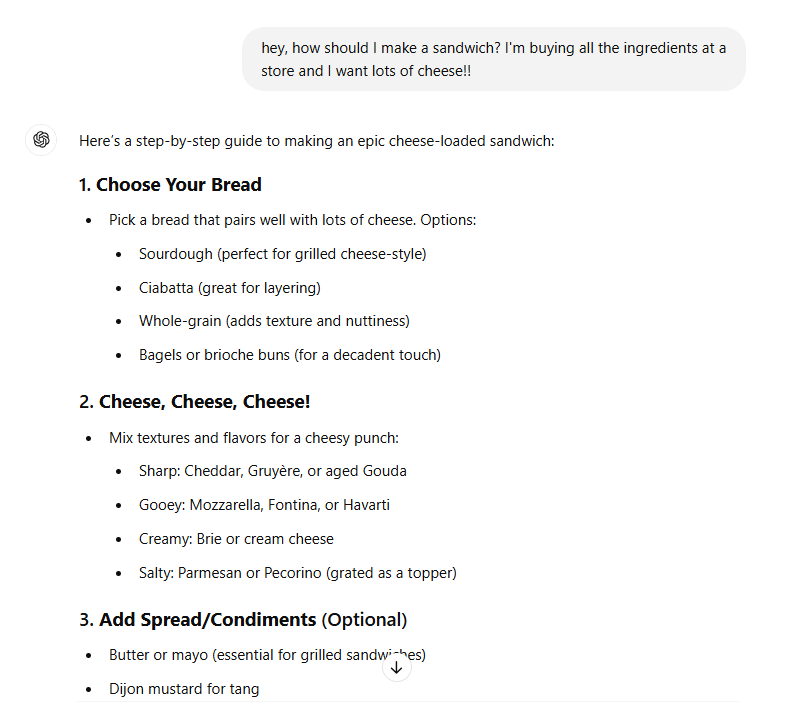 hey, how should I make a sandwich? I'm buying all the ingredients at a
store and I want lots of cheese!!
Here's a step-by-step guide to making an epic cheese-loaded sandwich:
1. Choose Your Bread
Pick a bread that pairs well with lots of cheese. Options:
Sourdough (perfect for grilled cheese-style)
Ciabatta (great for layering)
Whole-grain (adds texture and nuttiness)
Bagels or brioche buns (for a decadent touch)
2. Cheese, Cheese, Cheese!
Mix textures and flavors for a cheesy punch:
Sharp: Cheddar, Gruyère, or aged Gouda
Gooey: Mozzarella, Fontina, or Havarti
Creamy: Brie or cream cheese
Salty: Parmesan or Pecorino (grated as a topper)
3. Add Spread/Condiments (Optional)
Butter or mayo (essential for grilled sandwiches)
Dijon mustard for tang